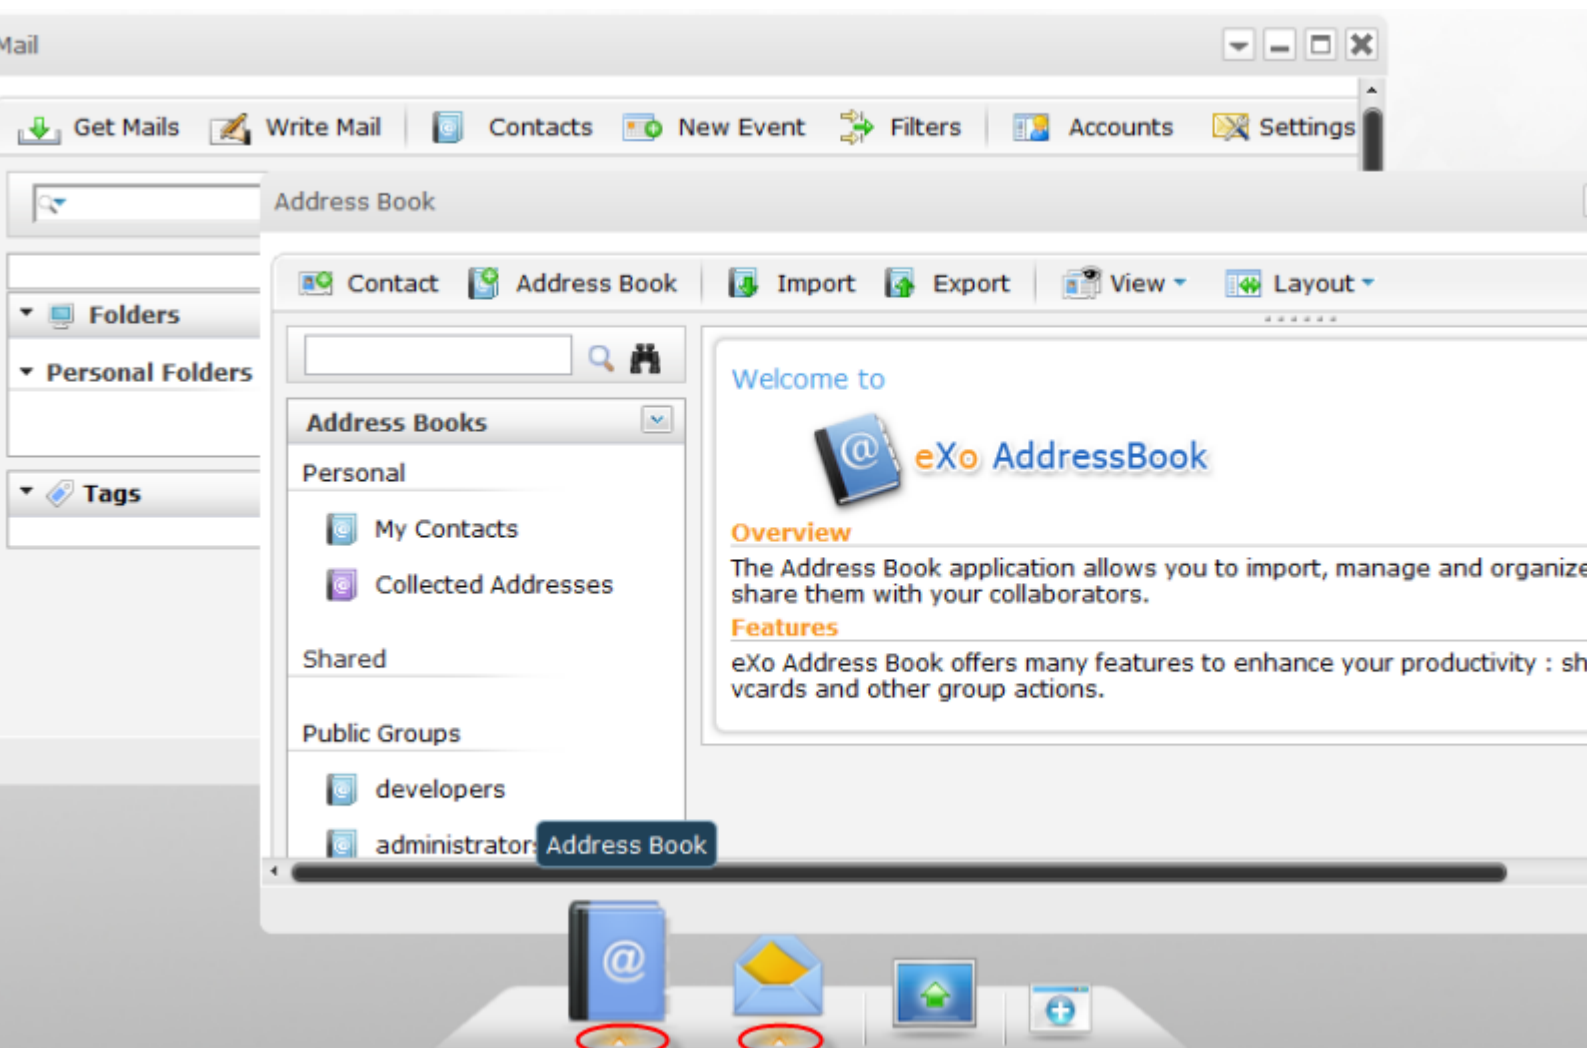 Mail
Get Mails Write Mail Contacts New Event Filters Accounts Settings
Address Book
Contact Address Book Import Export View Layout
Folders
Personal Folders
Tags
Address Books
Personal
My Contacts
Collected Addresses
Shared
Public Groups
developers
administrator
Welcome to
eXo AddressBook
Overview
The Address Book application allows you to import, manage and organize
share them with your collaborators.
Features
eXo Address Book offers many features to enhance your productivity : sh
vcards and other group actions.
Address Book